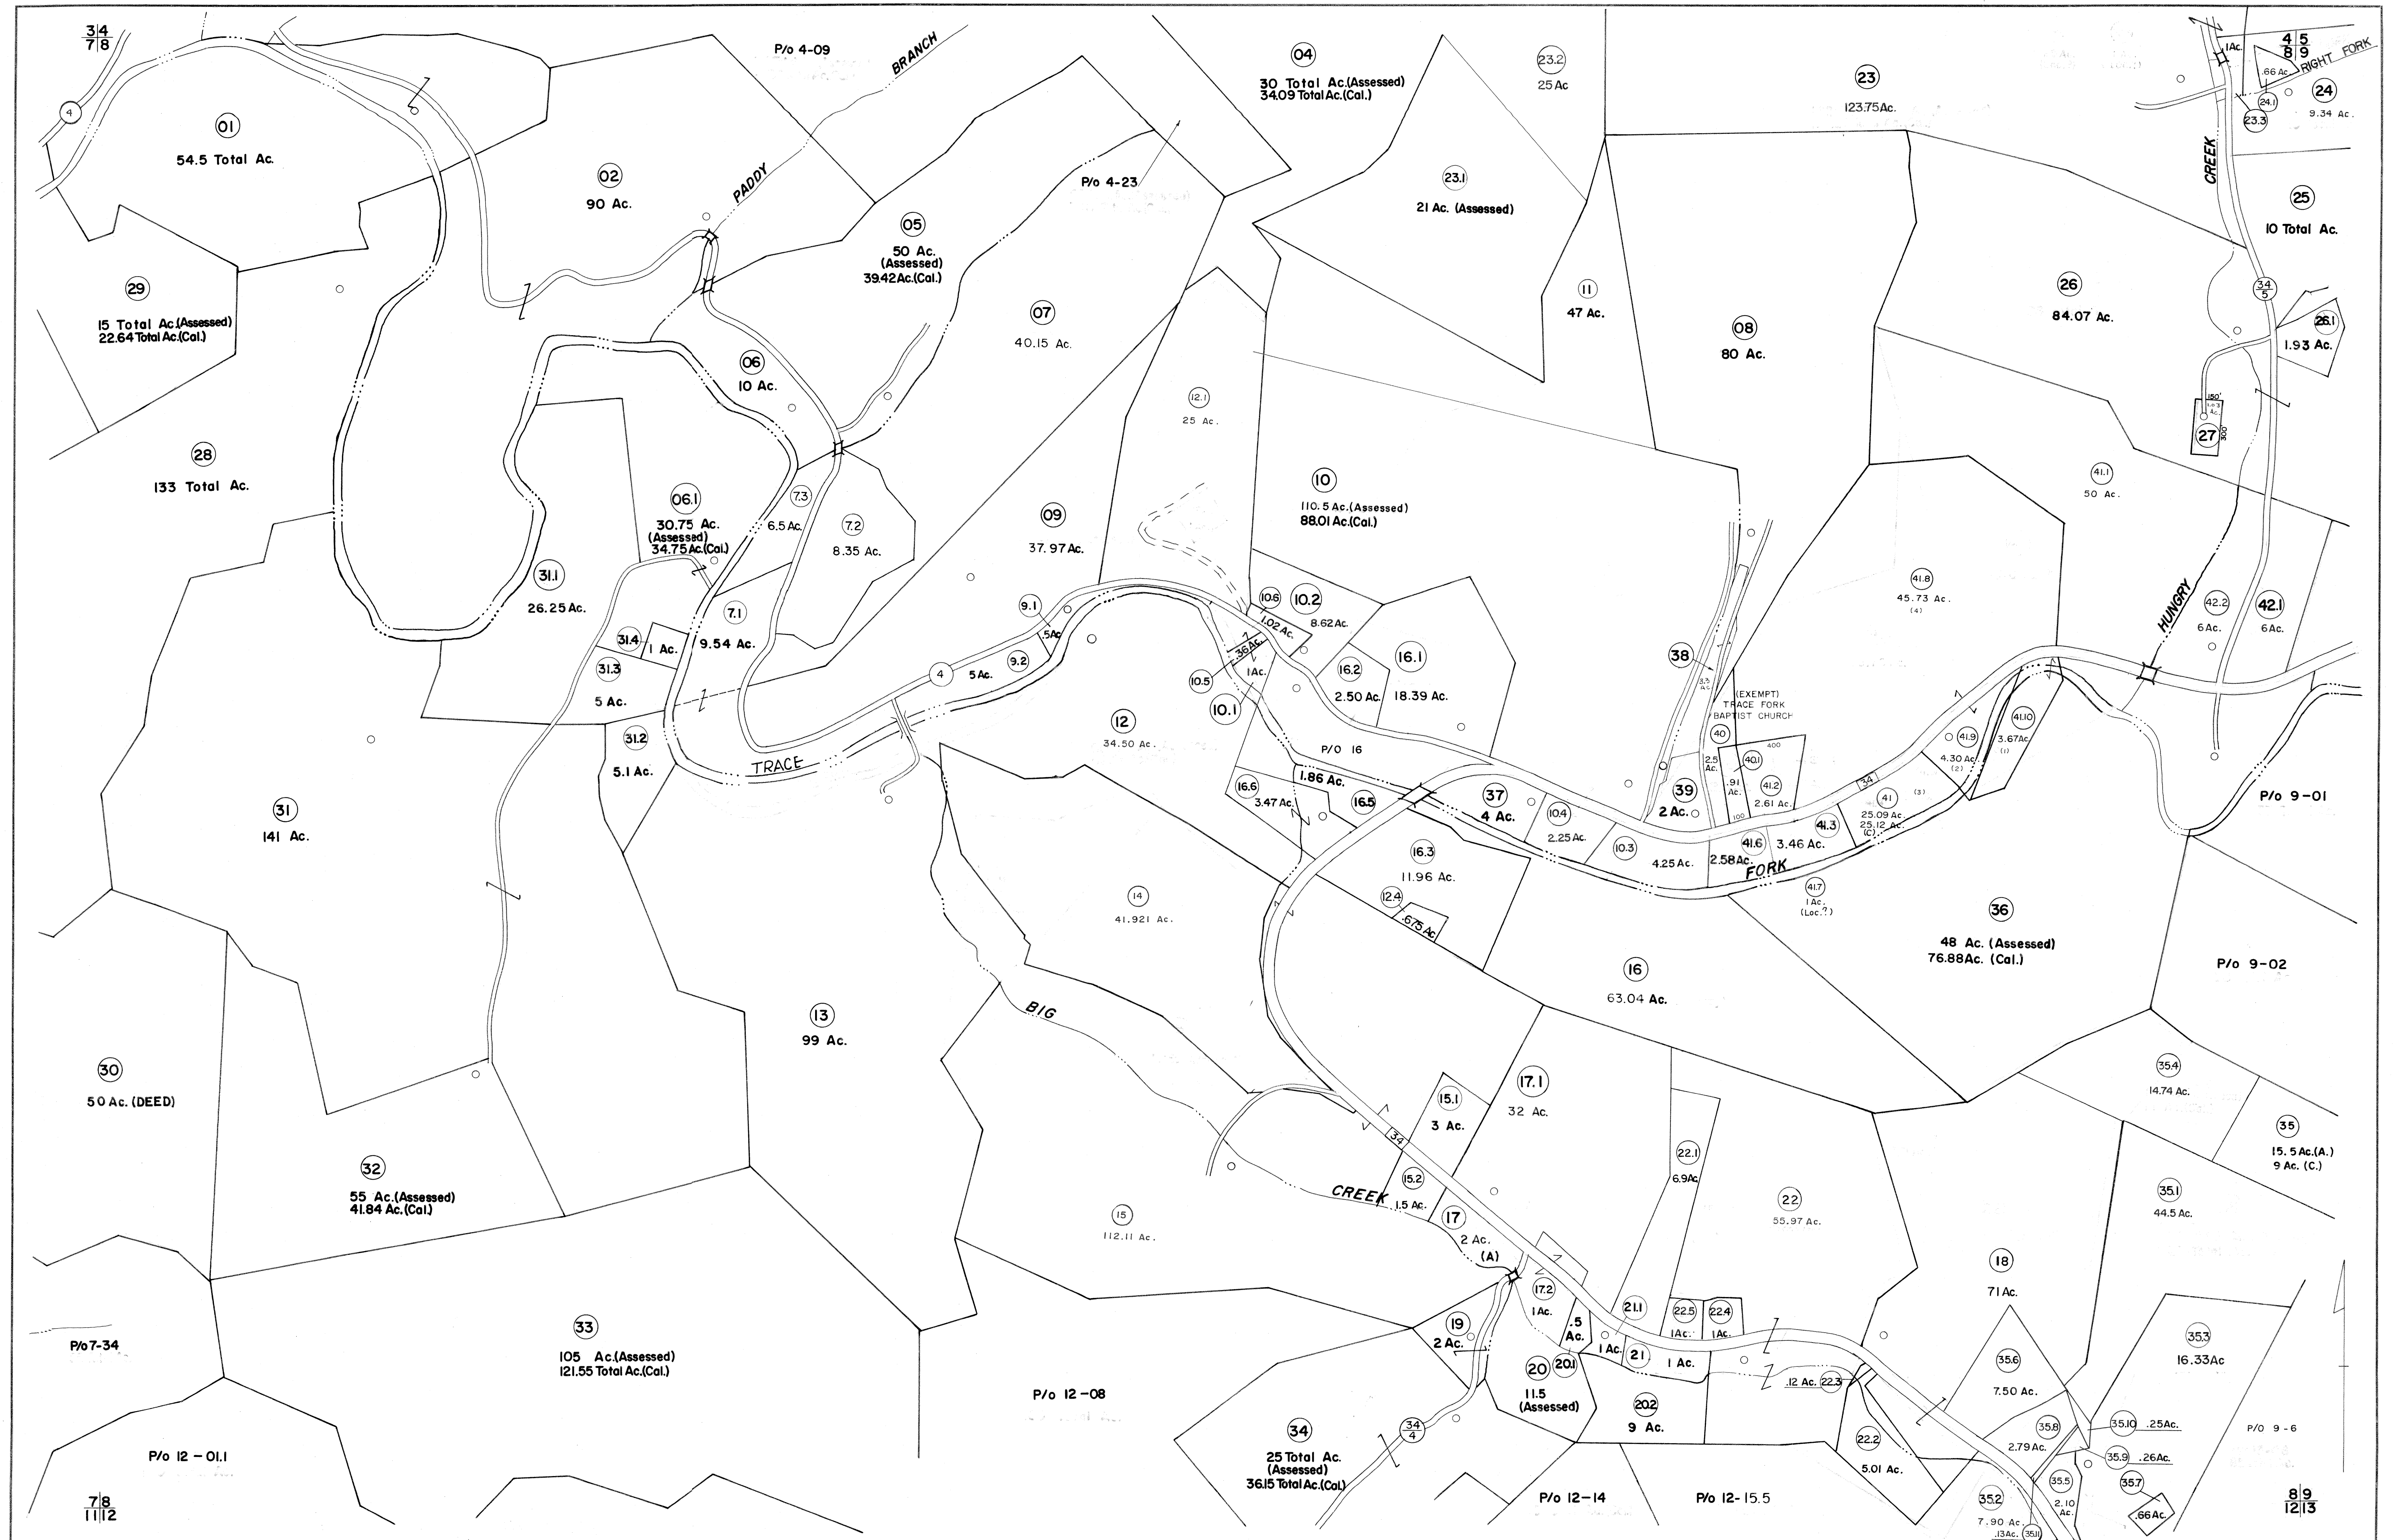 3|4
7|8
4
01
54.5 Total Ac.
P/o 4-09
BRANCH
PADDY
02
90 Ac.
04
30 Total Ac.(Assessed)
34.09 Total Ac.(Cal.)
P/o 4-23
23.2
25 Ac
23.1
21 Ac. (Assessed)
23
123.75Ac.
1Ac.
4|5
8|9
RIGHT FORK
.66 Ac.
24.1
23.3
24
9.34 Ac.
CREEK
25
10 Total Ac.
29
15 Total Ac.(Assessed)
22.64 Total Ac.(Cal.)
05
50 Ac.
(Assessed)
39.42Ac.(Cal.)
07
40.15 Ac.
11
47 Ac.
08
80 Ac.
26
84.07 Ac.
34
5
26.1
1.93 Ac.
150'
300'
27
06
10 Ac.
12.1
25 Ac.
28
133 Total Ac.
06.1
30.75 Ac.
(Assessed)
34.75Ac.(Cal.)
7.3
6.5Ac.
7.2
8.35 Ac.
09
37.97Ac.
10
110.5 Ac.(Assessed)
88.01 Ac.(Cal.)
41.1
50 Ac.
31.1
26.25 Ac.
7.1
9.54 Ac.
31.4
1 Ac.
31.3
5 Ac.
9.1
.5Ac
9.2
5 Ac.
4
10.6
1.02 Ac.
10.2
8.62Ac.
.36Ac.
10.5
1Ac.
10.1
16.2
2.50 Ac.
16.1
18.39 Ac.
38
41.8
45.73 Ac.
(4)
HUNGRY
42.2
6Ac.
42.1
6Ac.
(EXEMPT)
TRACE FORK
BAPTIST CHURCH
31.2
5.1 Ac.
TRACE
12
34.50 Ac.
P/O 16
1.86 Ac.
16.6
3.47 Ac.
16.5
37
4 Ac.
10.4
2.25Ac.
10.3
4.25Ac.
39
2 Ac.
40
2.5
Ac.
40.1
.91
Ac.
400
100
41.2
2.61 Ac.
34
41.9
4.30 Ac.
(2)
41.10
3.67Ac.
(1)
41
(3)
25.09 Ac.
25.12 Ac.
(C)
41.3
3.46 Ac.
41.6
2.58Ac.
FORK
41.7
1 Ac.
(Loc.?)
P/o 9-01
31
141 Ac.
14
41.921 Ac.
16.3
11.96 Ac.
12.4
.675 Ac
36
48 Ac. (Assessed)
76.88Ac. (Cal.)
P/o 9-02
16
63.04 Ac.
BIG
13
99 Ac.
30
50 Ac. (DEED)
32
55 Ac.(Assessed)
41.84 Ac.(Cal.)
15.1
3 Ac.
34
17.1
32 Ac.
22.1
6.9Ac
35.4
14.74 Ac.
35
15.5 Ac.(A.)
9 Ac. (C.)
CREEK
15.2
1.5 Ac.
15
112.11 Ac.
17
2 Ac.
(A)
22
55.97 Ac.
35.1
44.5 Ac.
18
71 Ac.
P/o 7-34
33
105 Ac.(Assessed)
121.55 Total Ac.(Cal.)
P/o 12-08
19
2 Ac.
17.2
1 Ac.
.5
Ac.
20.1
21.1
1 Ac.
21
1 Ac.
22.5
1Ac.
22.4
1Ac.
.12 Ac.
22.3
20
11.5
(Assessed)
20.2
9 Ac.
35.6
7.50 Ac.
35.3
16.33Ac
34
25 Total Ac.
(Assessed)
36.15 Total Ac.(Cal.)
34
4
22.2
5.01 Ac.
35.8
2.79 Ac.
35.10
.25Ac.
35.9
.26Ac.
P/O 9-6
P/o 12-01.1
7|8
11|12
P/o 12-14
P/o 12-15.5
35.2
7.90 Ac.
.13Ac.
35.11
35.5
2.10
Ac.
35.7
.66Ac.
8|9
12|13